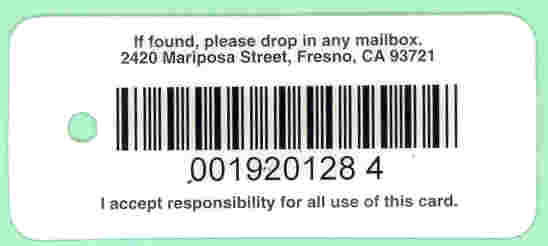 If found, please drop in any mailbox.
2420 Mariposa Street, Fresno, CA 93721
001920128 4
I accept responsibility for all use of this card.